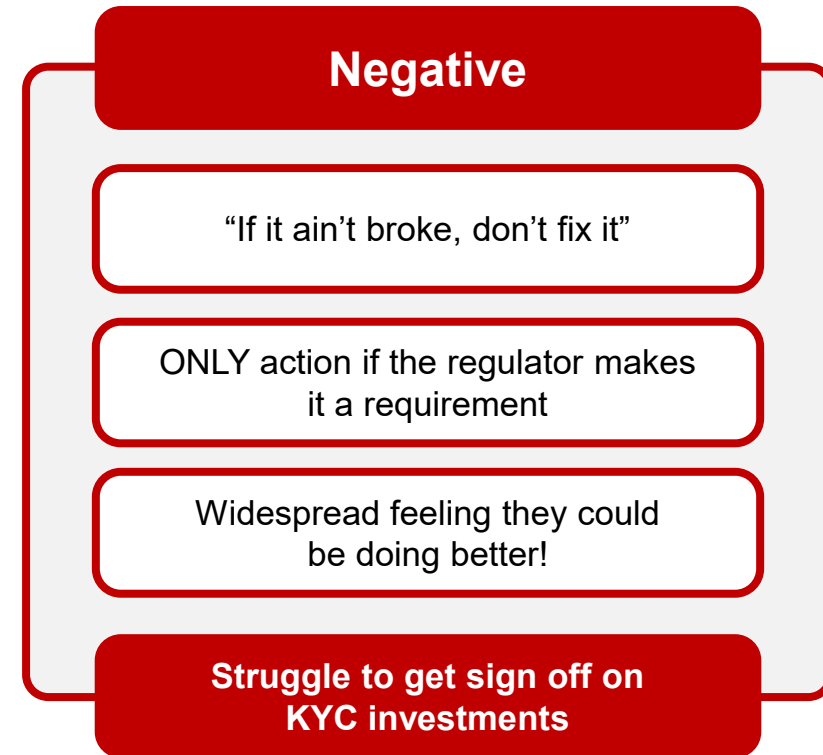 Negative
“If it ain’t broke, don’t fix it”
ONLY action if the regulator makes
it a requirement
Widespread feeling they could
be doing better!
Struggle to get sign off on
KYC investments